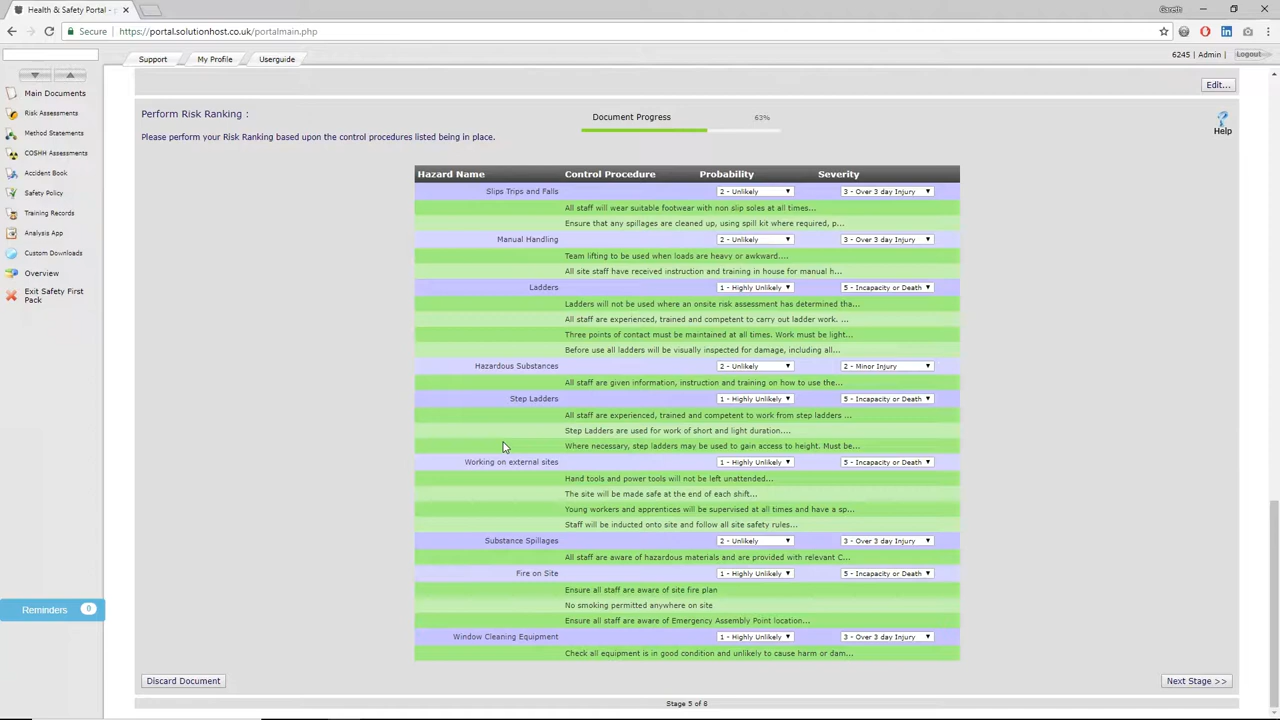 Health & Safety Portal -
Gareth
Secure
https://portal.solutionhost.co.uk/portalmain.php
Support
My Profile
Userguide
6245 | Admin |
Logout
Main Documents
Risk Assessments
Method Statements
COSHH Assessments
Accident Book
Safety Policy
Training Records
Analysis App
Custom Downloads
Overview
Exit Safety First
Pack
Reminders 0
Edit...
Perform Risk Ranking :
Document Progress 63%
Help
Please perform your Risk Ranking based upon the control procedures listed being in place.
Hazard Name Control Procedure Probability Severity
Slips Trips and Falls 2 - Unlikely 3 - Over 3 day Injury
All staff will wear suitable footwear with non slip soles at all times...
Ensure that any spillages are cleaned up, using spill kit where required, p...
Manual Handling 2 - Unlikely 3 - Over 3 day Injury
Team lifting to be used when loads are heavy or awkward....
All site staff have received instruction and training in house for manual h...
Ladders 1 - Highly Unlikely 5 - Incapacity or Death
Ladders will not be used where an onsite risk assessment has determined tha...
All staff are experienced, trained and competent to carry out ladder work. ...
Three points of contact must be maintained at all times. Work must be light...
Before use all ladders will be visually inspected for damage, including all...
Hazardous Substances 2 - Unlikely 2 - Minor Injury
All staff are given information, instruction and training on how to use the...
Step Ladders 1 - Highly Unlikely 5 - Incapacity or Death
All staff are experienced, trained and competent to work from step ladders ...
Step Ladders are used for work of short and light duration....
Where necessary, step ladders may be used to gain access to height. Must be...
Working on external sites 1 - Highly Unlikely 5 - Incapacity or Death
Hand tools and power tools will not be left unattended...
The site will be made safe at the end of each shift...
Young workers and apprentices will be supervised at all times and have a sp...
Staff will be inducted onto site and follow all site safety rules...
Substance Spillages 2 - Unlikely 3 - Over 3 day Injury
All staff are aware of hazardous materials and are provided with relevant C...
Fire on Site 1 - Highly Unlikely 5 - Incapacity or Death
Ensure all staff are aware of site fire plan
No smoking permitted anywhere on site
Ensure all staff are aware of Emergency Assembly Point location...
Window Cleaning Equipment 1 - Highly Unlikely 3 - Over 3 day Injury
Check all equipment is in good condition and unlikely to cause harm or dam...
Discard Document
Next Stage >>
Stage 5 of 8